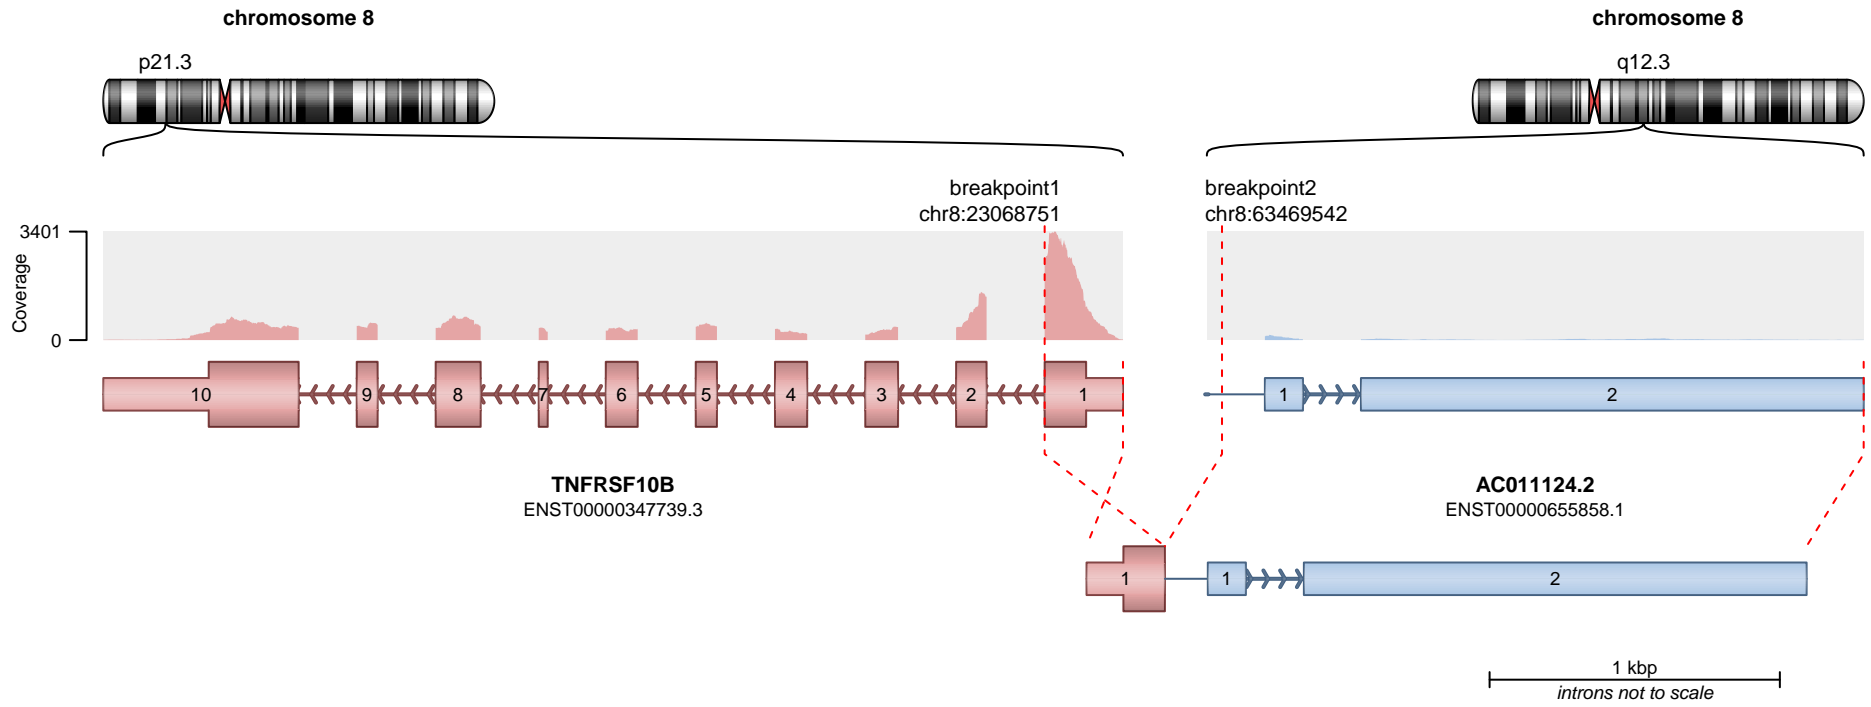 chromosome 8
chromosome 8
p21.3
q12.3
breakpoint1
chr8:23068751
breakpoint2
chr8:63469542
3401
Coverage
0
10
9
8
7
6
5
4
3
2
1
1
2
TNFRSF10B
ENST00000347739.3
AC011124.2
ENST00000655858.1
1
1
2
1 kbp
introns not to scale